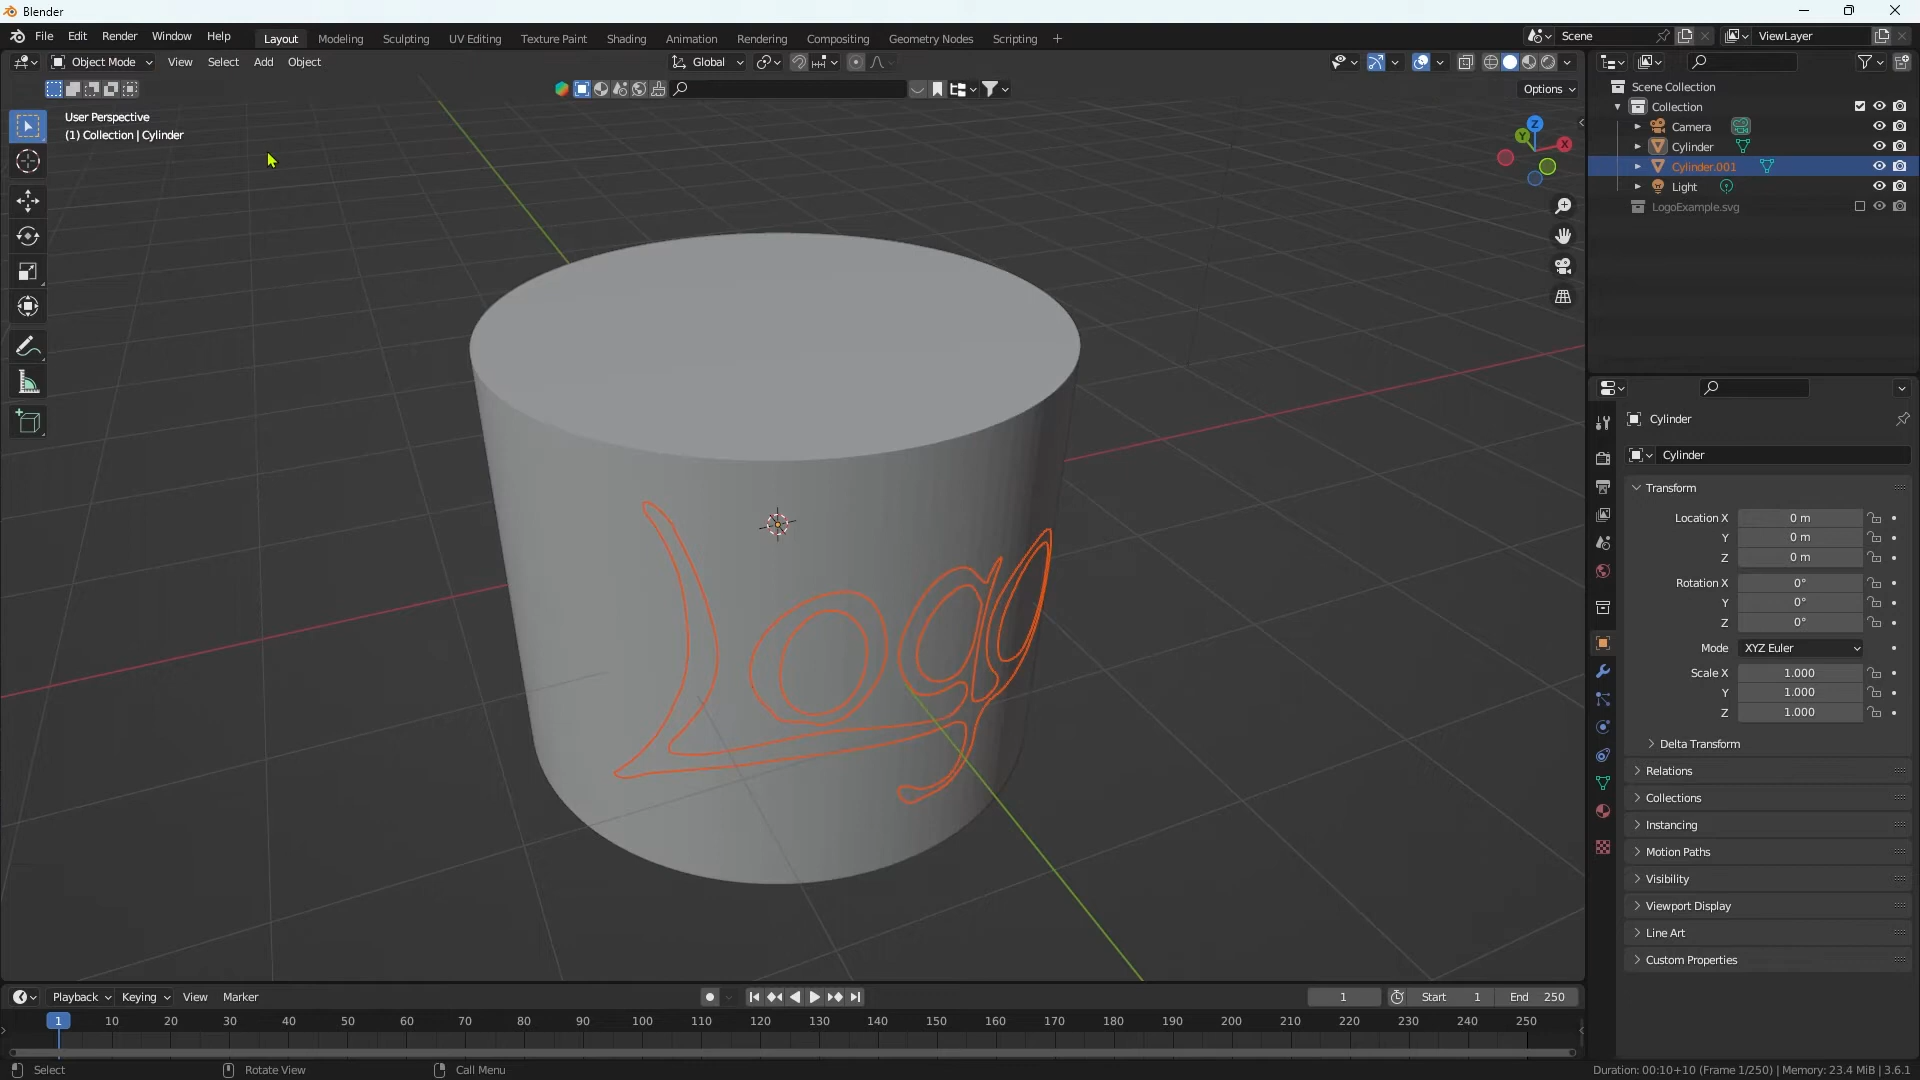 Blender
File Edit Render Window Help Layout Modeling Sculpting UV Editing Texture Paint Shading Animation Rendering Compositing Geometry Nodes Scripting + Scene ViewLayer
Object Mode View Select Add Object Global
Options
User Perspective
(1) Collection | Cylinder
Z
Y
X
Logo
Scene Collection
Collection
Camera
Cylinder
Cylinder.001
Light
LogoExample.svg
Cylinder
Cylinder
Transform
Location X 0 m
Y 0 m
Z 0 m
Rotation X 0°
Y 0°
Z 0°
Mode XYZ Euler
Scale X 1.000
Y 1.000
Z 1.000
Delta Transform
Relations
Collections
Instancing
Motion Paths
Visibility
Viewport Display
Line Art
Custom Properties
Playback Keying View Marker 1 Start 1 End 250
1 10 20 30 40 50 60 70 80 90 100 110 120 130 140 150 160 170 180 190 200 210 220 230 240 250
Select Rotate View Call Menu Duration: 00:10+10 (Frame 1/250) | Memory: 23.4 MiB | 3.6.1